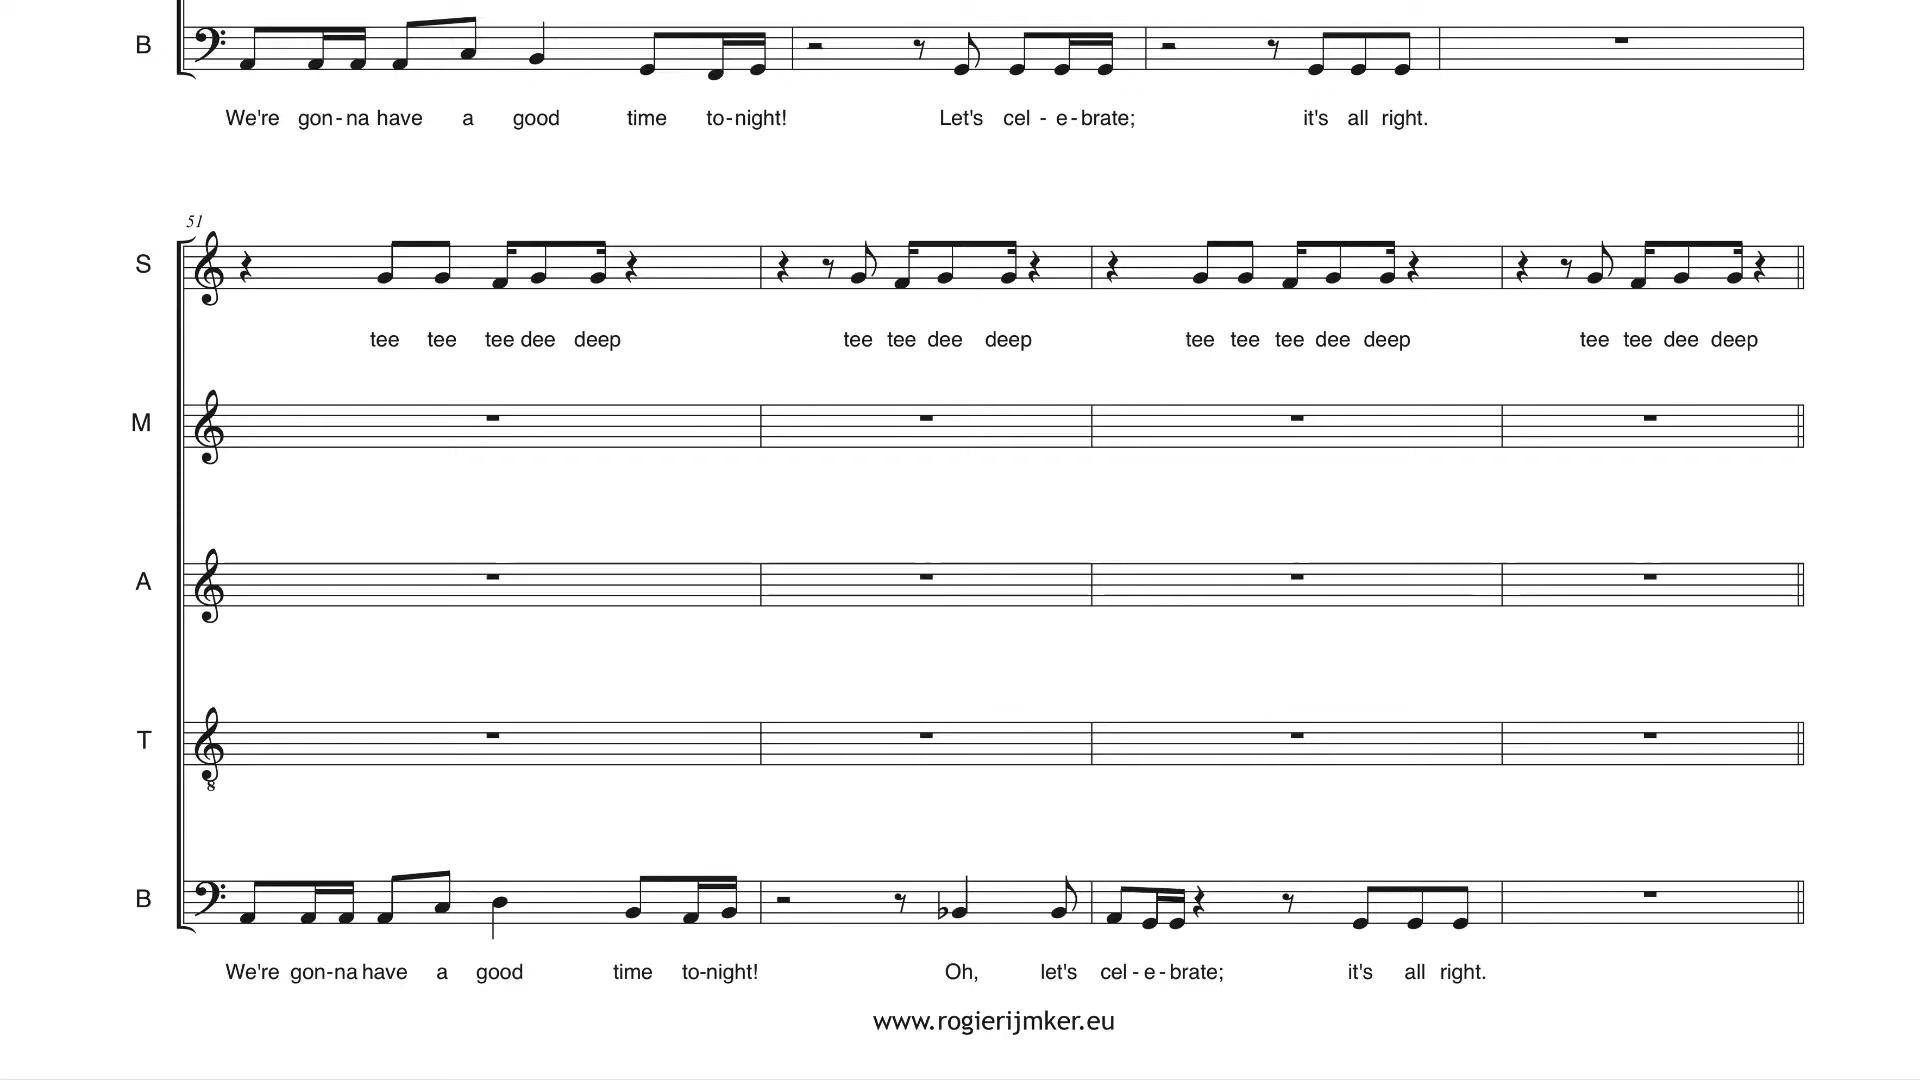 B
We're gon-na have a good time to-night! Let's cel - e-brate; it's all right.
51
S
tee tee tee dee deep tee tee dee deep tee tee tee dee deep tee tee dee deep
M
A
T
8
B
We're gon-na have a good time to-night! Oh, let's cel-e-brate; it's all right.
www.rogierijmker.eu